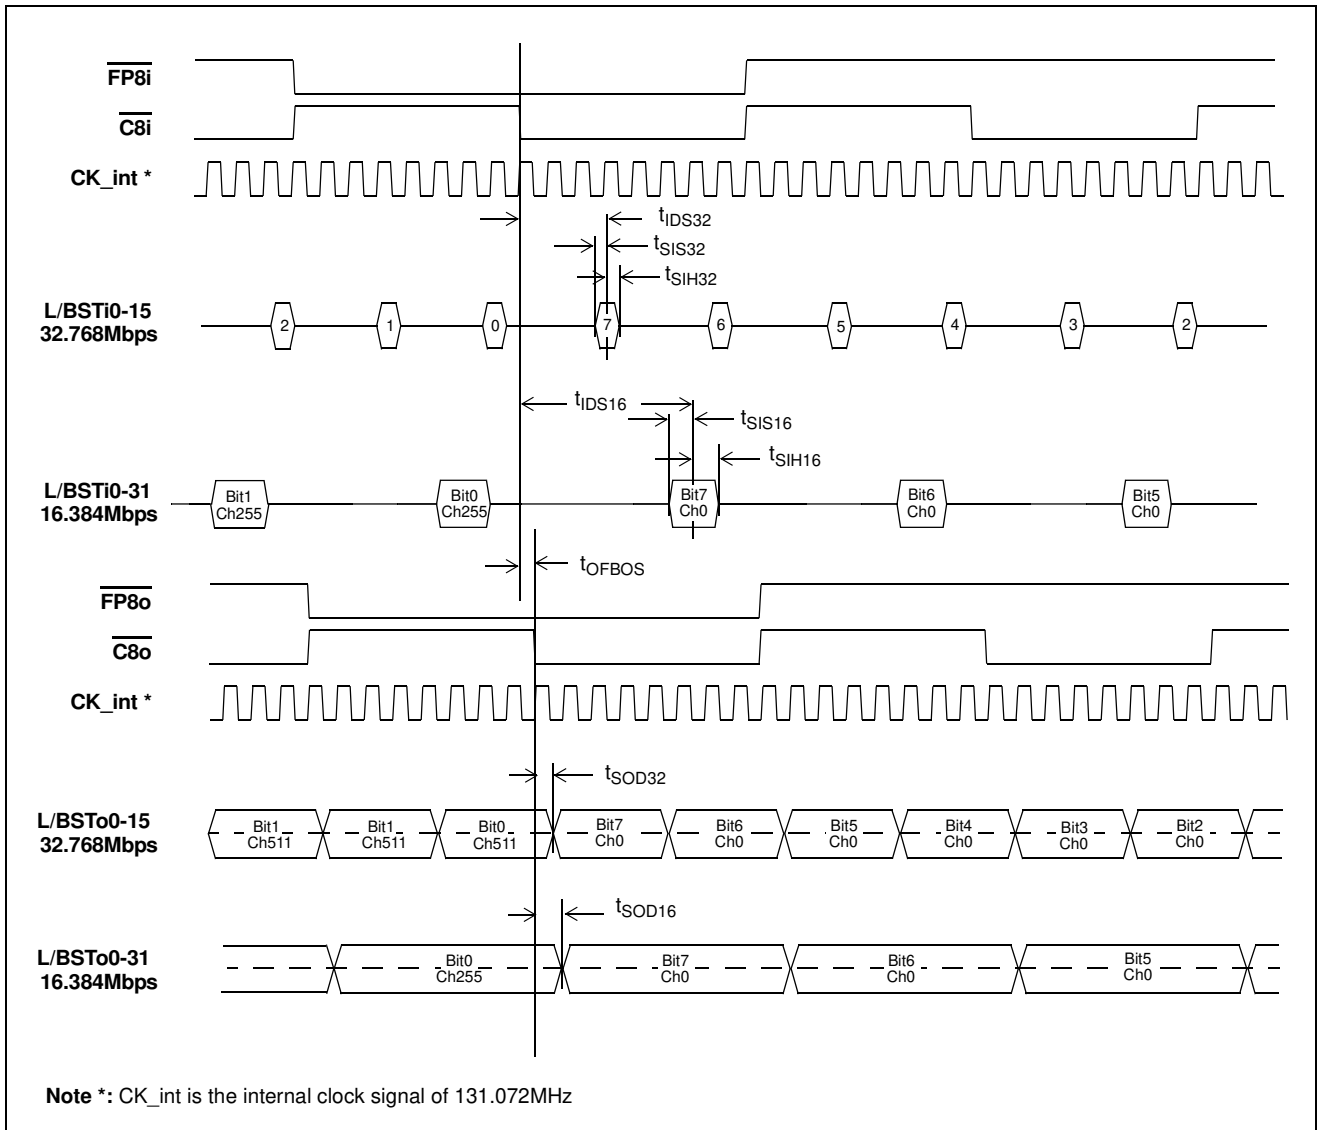 FP8i
C8i
CK_int *
tIDS32
tSIS32
tSIH32
L/BSTi0-15
32.768Mbps
2 1 0 7 6 5 4 3 2
tIDS16
tSIS16
tSIH16
L/BSTi0-31
16.384Mbps
Bit1 Bit0 Bit7 Bit6 Bit5
Ch255 Ch255 Ch0 Ch0 Ch0
tOFBOS
FP8o
C8o
CK_int *
tSOD32
L/BSTo0-15
32.768Mbps
Bit1 Bit1 Bit0 Bit7 Bit6 Bit5 Bit4 Bit3 Bit2
Ch511 Ch511 Ch511 Ch0 Ch0 Ch0 Ch0 Ch0 Ch0
tSOD16
L/BSTo0-31
16.384Mbps
Bit0 Bit7 Bit6 Bit5
Ch255 Ch0 Ch0 Ch0
Note *: CK_int is the internal clock signal of 131.072MHz